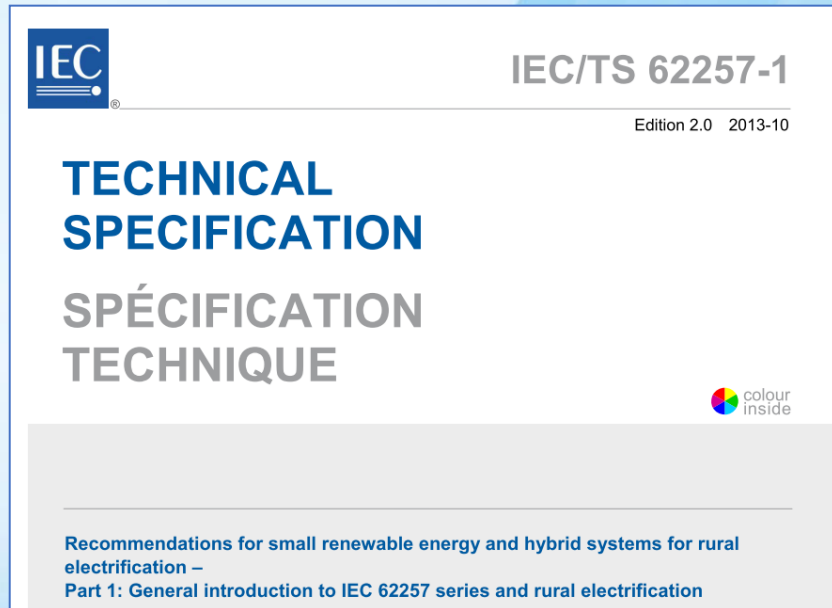 IEC
®
IEC/TS 62257-1
Edition 2.0 2013-10
TECHNICAL
SPECIFICATION
SPÉCIFICATION
TECHNIQUE
colour
inside
Recommendations for small renewable energy and hybrid systems for rural
electrification –
Part 1: General introduction to IEC 62257 series and rural electrification